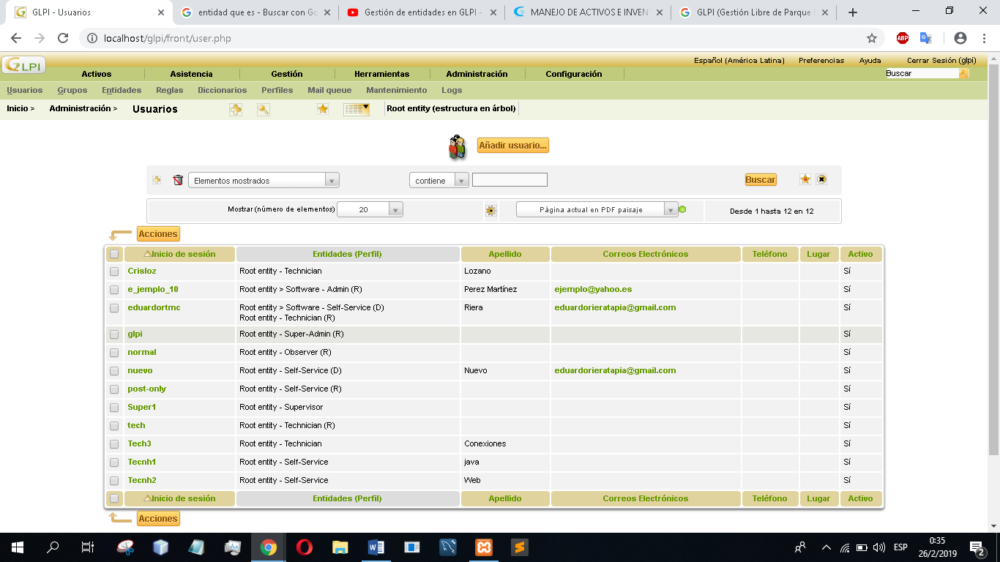 GLPI - Usuarios
entidad que es - Buscar con Go
Gestión de entidades en GLPI -
MANEJO DE ACTIVOS E INVEN
GLPI (Gestión Libre de Parque
localhost/glpi/front/user.php
ABP
GLPI
Español (América Latina) Preferencias Ayuda Cerrar Sesión (glpi)
Activos Asistencia Gestión Herramientas Administración Configuración
Buscar
Usuarios Grupos Entidades Reglas Diccionarios Perfiles Mail queue Mantenimiento Logs
Inicio > Administración > Usuarios
Root entity (estructura en árbol)
Añadir usuario...
Elementos mostrados contiene Buscar
Mostrar (número de elementos) 20 Página actual en PDF paisaje Desde 1 hasta 12 en 12
Acciones
Inicio de sesión Entidades (Perfil) Apellido Correos Electrónicos Teléfono Lugar Activo
Crisloz Root entity - Technician Lozano Sí
e_jemplo_10 Root entity > Software - Admin (R) Perez Martínez ejemplo@yahoo.es Sí
eduardortmc Root entity > Software - Self-Service (D) Riera eduardorieratapia@gmail.com Sí
Root entity - Technician (R)
glpi Root entity - Super-Admin (R) Sí
normal Root entity - Observer (R) Sí
nuevo Root entity - Self-Service (D) Nuevo eduardorieratapia@gmail.com Sí
post-only Root entity - Self-Service (R) Sí
Super1 Root entity - Supervisor Sí
tech Root entity - Technician (R) Sí
Tech3 Root entity - Technician Conexiones Sí
Tecnh1 Root entity - Self-Service java Sí
Tecnh2 Root entity - Self-Service Web Sí
Inicio de sesión Entidades (Perfil) Apellido Correos Electrónicos Teléfono Lugar Activo
Acciones
ESP
0:35
26/2/2019
2